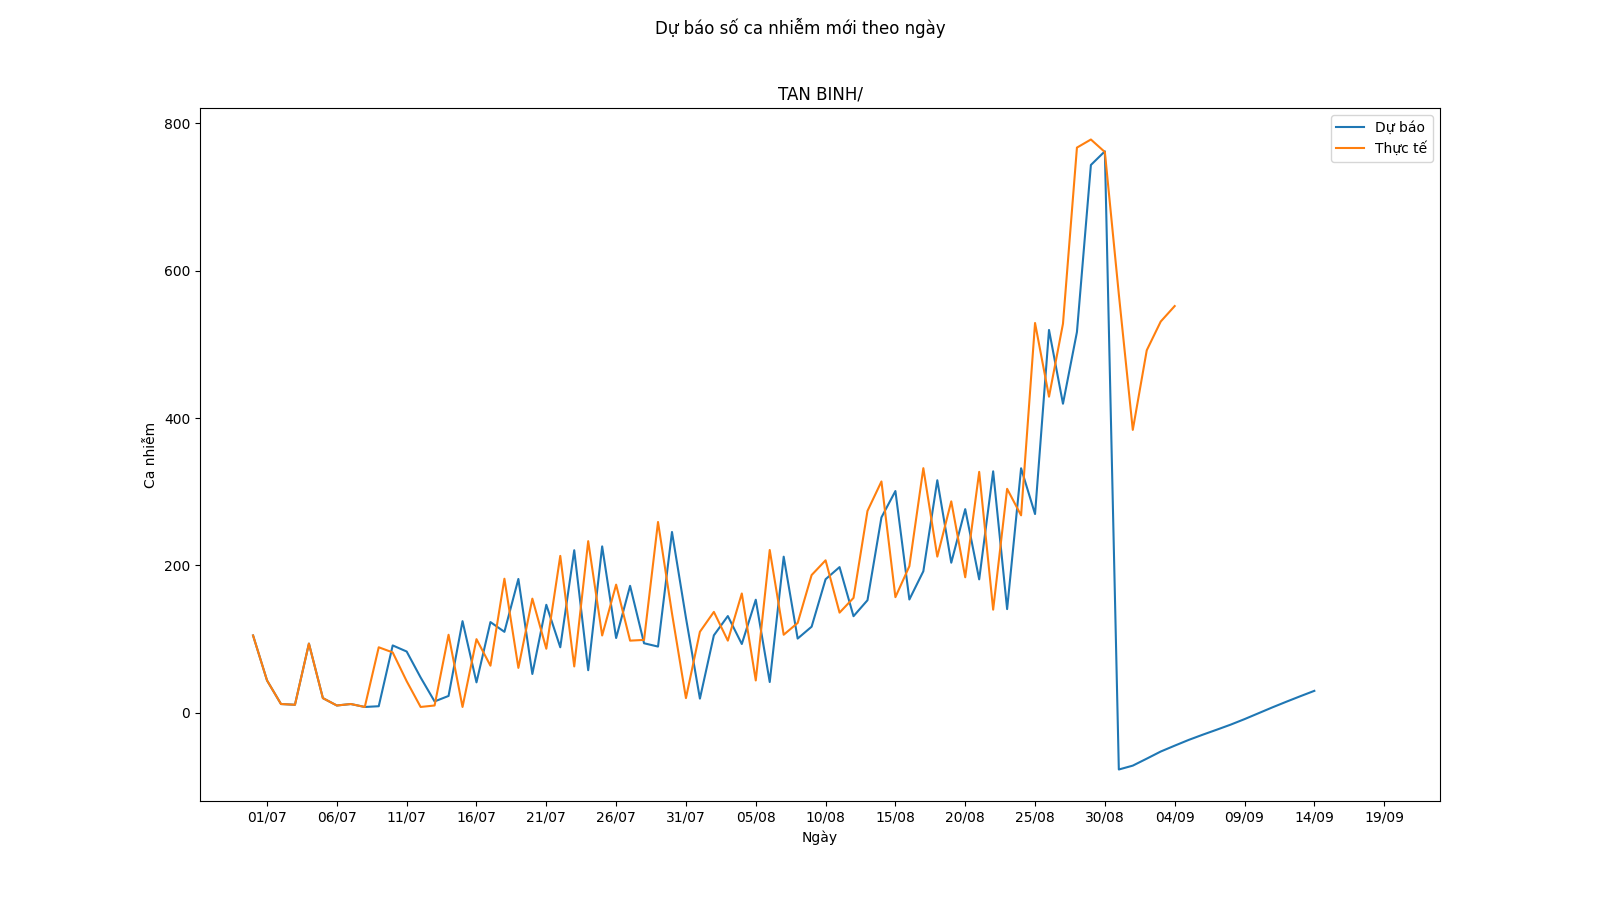 Dự báo số ca nhiễm mới theo ngày
TAN BINH/
Dự báo
Thực tế
800
600
400
200
0
Ca nhiễm
01/07 06/07 11/07 16/07 21/07 26/07 31/07 05/08 10/08 15/08 20/08 25/08 30/08 04/09 09/09 14/09 19/09
Ngày